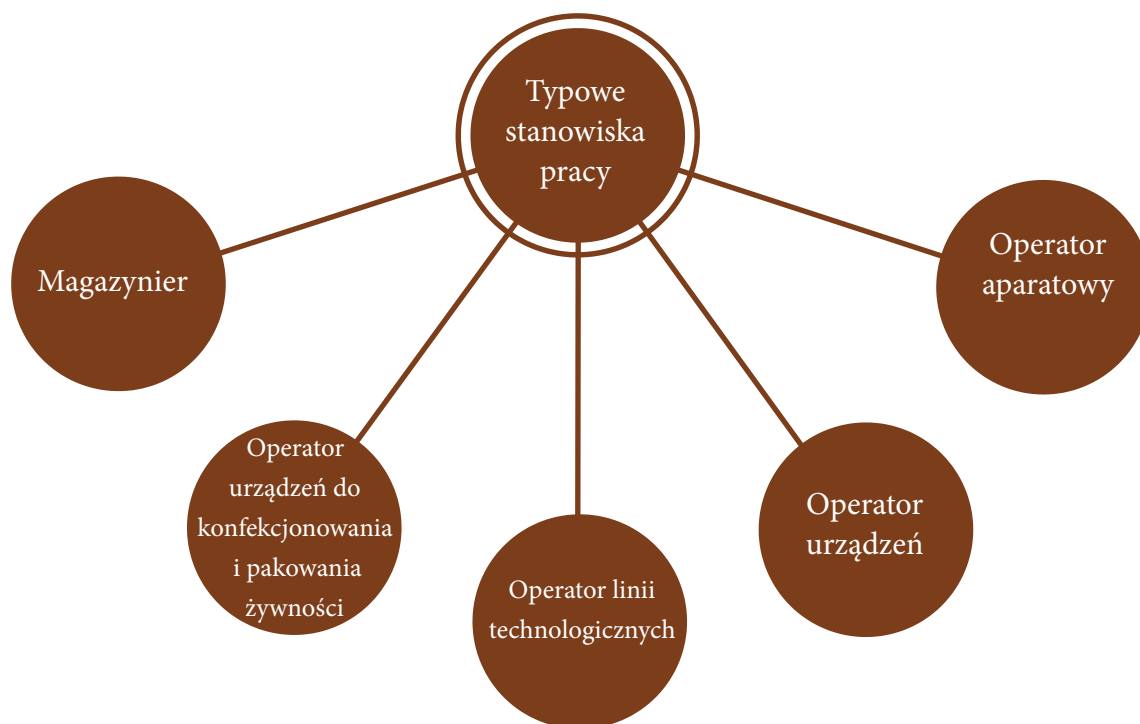 Typowe
stanowiska
pracy
Magazynier
Operator
aparatowy
Operator
urządzeń do
konfekcjonowania
i pakowania
żywności
Operator
urządzeń
Operator linii
technologicznych